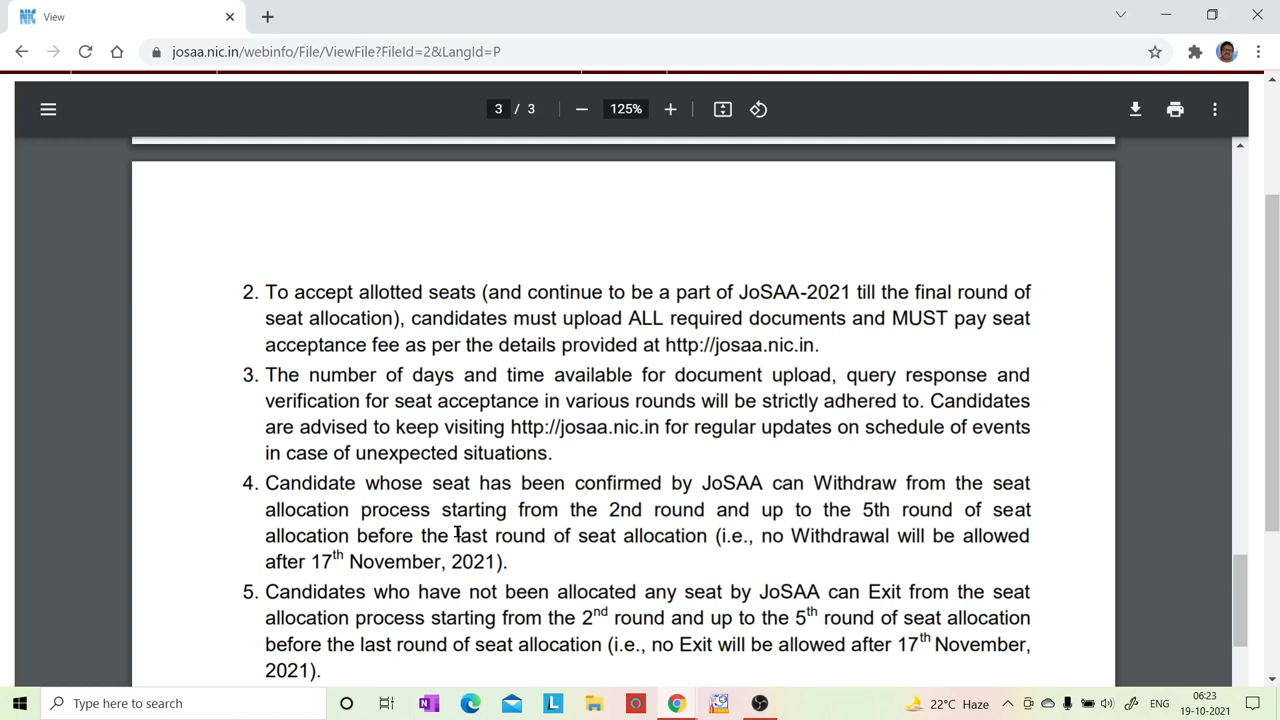 View
josaa.nic.in/webinfo/File/ViewFile?FileId=2&LangId=P
3 / 3
125%
2. To accept allotted seats (and continue to be a part of JoSAA-2021 till the final round of
seat allocation), candidates must upload ALL required documents and MUST pay seat
acceptance fee as per the details provided at http://josaa.nic.in.
3. The number of days and time available for document upload, query response and
verification for seat acceptance in various rounds will be strictly adhered to. Candidates
are advised to keep visiting http://josaa.nic.in for regular updates on schedule of events
in case of unexpected situations.
4. Candidate whose seat has been confirmed by JoSAA can Withdraw from the seat
allocation process starting from the 2nd round and up to the 5th round of seat
allocation before the last round of seat allocation (i.e., no Withdrawal will be allowed
after 17th November, 2021).
5. Candidates who have not been allocated any seat by JoSAA can Exit from the seat
allocation process starting from the 2nd round and up to the 5th round of seat allocation
before the last round of seat allocation (i.e., no Exit will be allowed after 17th November,
2021).
Type here to search
22°C Haze
ENG
06:23
19-10-2021